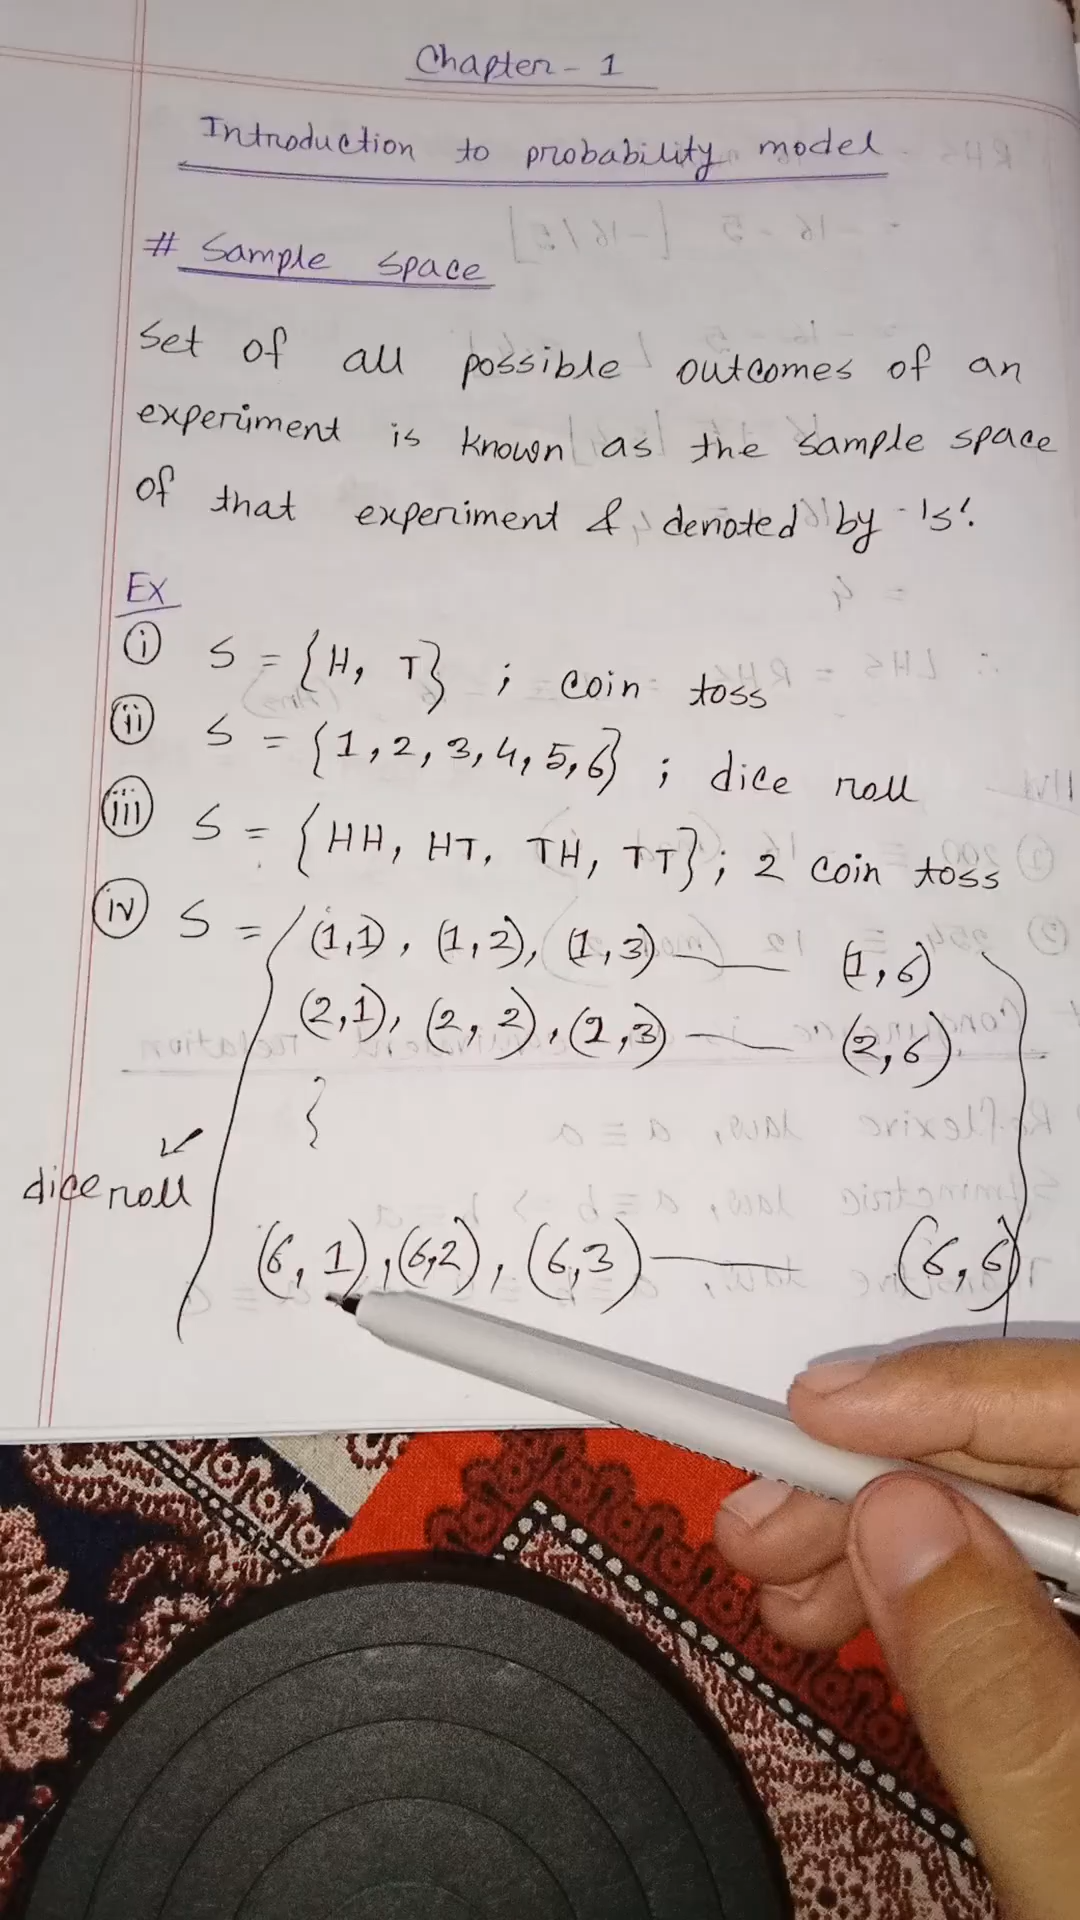 Chapter - 1
Introduction to probability model
# Sample space
set of all possible outcomes of an
experiment is known as the sample space
of that experiment & denoted by 's'.
Ex
(i) S = {H, T} ; coin toss
(ii) S = {1, 2, 3, 4, 5, 6} ; dice roll
(iii) S = {HH, HT, TH, TT} ; 2 coin toss
(iv) S = (1,1), (1,2), (1,3) —— (1,6)
(2,1), (2,2), (2,3) —— (2,6)
dice roll
(6,1), (6,2), (6,3) —— (6,6)